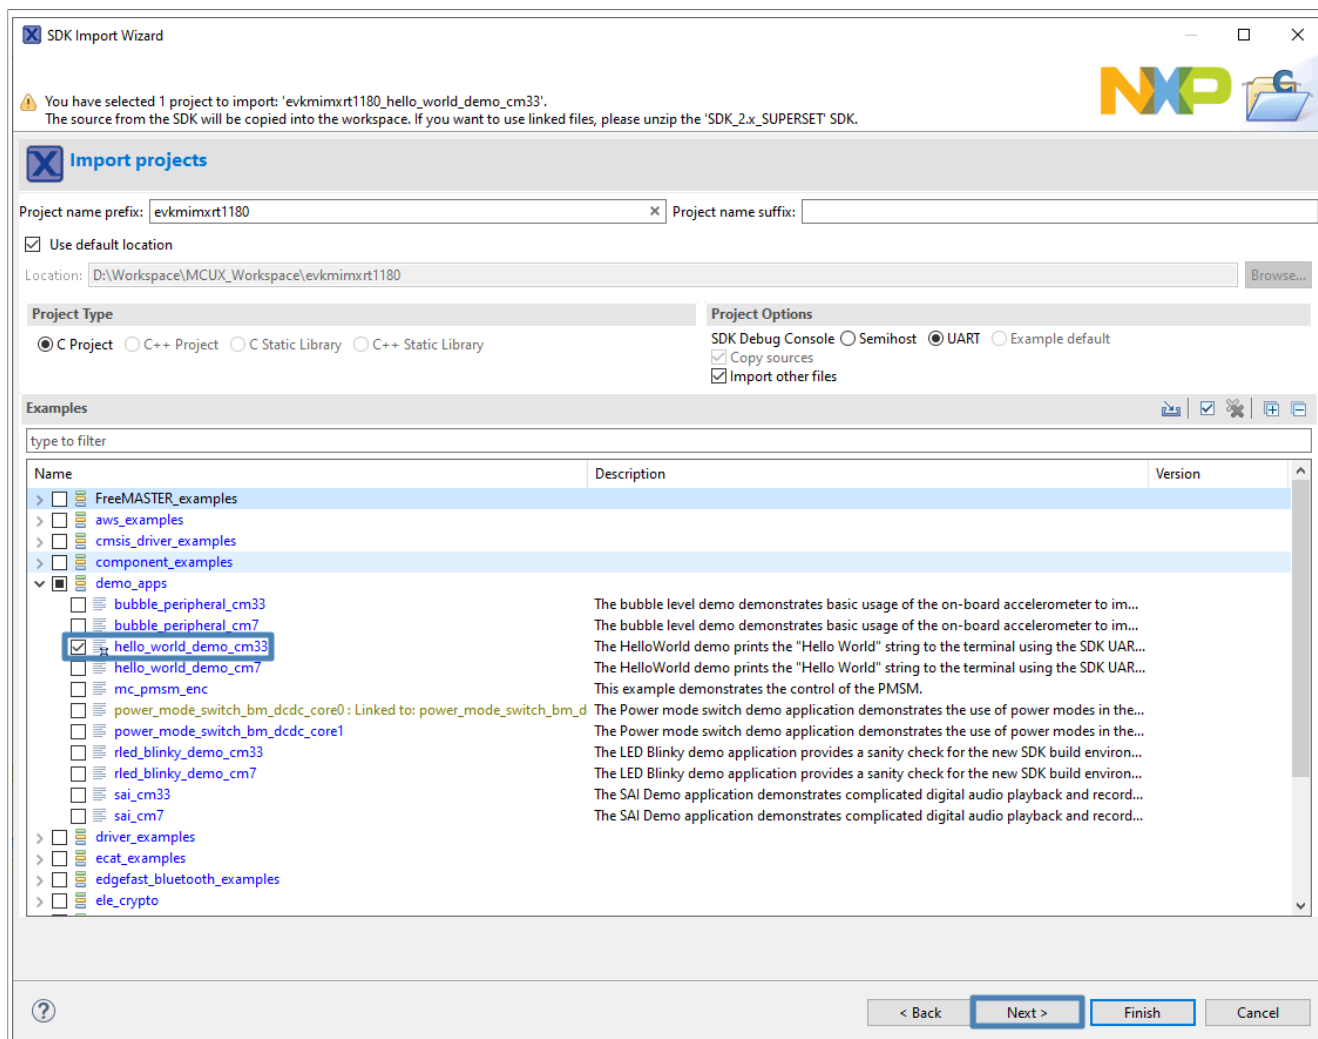 SDK Import Wizard
You have selected 1 project to import: 'evkmimxrt1180_hello_world_demo_cm33'.
The source from the SDK will be copied into the workspace. If you want to use linked files, please unzip the 'SDK_2.x_SUPERSET' SDK.
NXP
C
Import projects
Project name prefix: evkmimxrt1180 Project name suffix:
Use default location
Location: D:\Workspace\MCUX_Workspace\evkmimxrt1180 Browse...
Project Type Project Options
C Project C++ Project C Static Library C++ Static Library SDK Debug Console Semihost UART Example default
Copy sources
Import other files
Examples
type to filter
Name Description Version
FreeMASTER_examples
aws_examples
cmsis_driver_examples
component_examples
demo_apps
bubble_peripheral_cm33 The bubble level demo demonstrates basic usage of the on-board accelerometer to im...
bubble_peripheral_cm7 The bubble level demo demonstrates basic usage of the on-board accelerometer to im...
hello_world_demo_cm33 The HelloWorld demo prints the "Hello World" string to the terminal using the SDK UAR...
hello_world_demo_cm7 The HelloWorld demo prints the "Hello World" string to the terminal using the SDK UAR...
mc_pmsm_enc This example demonstrates the control of the PMSM.
power_mode_switch_bm_dcdc_core0 : Linked to: power_mode_switch_bm_d The Power mode switch demo application demonstrates the use of power modes in the...
power_mode_switch_bm_dcdc_core1 The Power mode switch demo application demonstrates the use of power modes in the...
rled_blinky_demo_cm33 The LED Blinky demo application provides a sanity check for the new SDK build environ...
rled_blinky_demo_cm7 The LED Blinky demo application provides a sanity check for the new SDK build environ...
sai_cm33 The SAI Demo application demonstrates complicated digital audio playback and record...
sai_cm7 The SAI Demo application demonstrates complicated digital audio playback and record...
driver_examples
ecat_examples
edgefast_bluetooth_examples
ele_crypto
? < Back Next > Finish Cancel